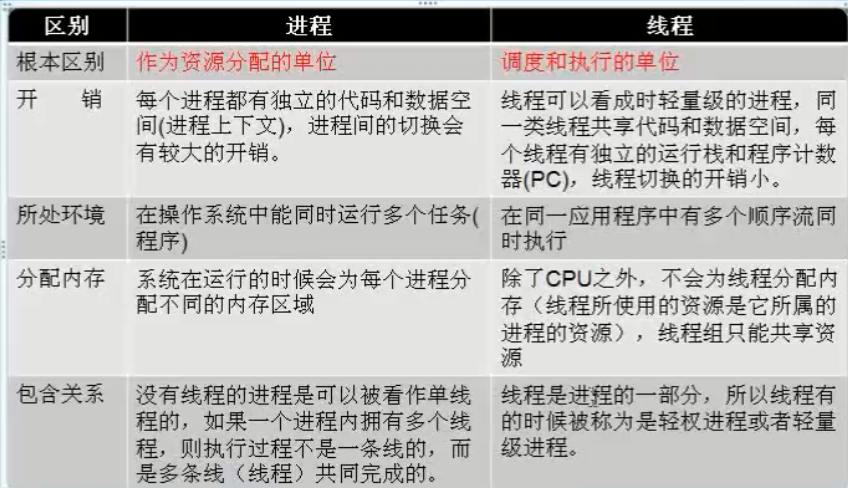 区别
进程
线程
根本区别
作为资源分配的单位
调度和执行的单位
开 销
每个进程都有独立的代码和数据空
间(进程上下文)，进程间的切换会
有较大的开销。
线程可以看成时轻量级的进程，同
一类线程共享代码和数据空间，每
个线程有独立的运行栈和程序计数
器(PC)，线程切换的开销小。
所处环境
在操作系统中能同时运行多个任务(
程序)
在同一应用程序中有多个顺序流同
时执行
分配内存
系统在运行的时候会为每个进程分
配不同的内存区域
除了CPU之外，不会为线程分配内
存（线程所使用的资源是它所属的
进程的资源），线程组只能共享资
源
包含关系
没有线程的进程是可以被看作单线
程的，如果一个进程内拥有多个线
程，则执行过程不是一条线的，而
是多条线（线程）共同完成的。
线程是进程的一部分，所以线程有
的时候被称为是轻权进程或者轻量
级进程。